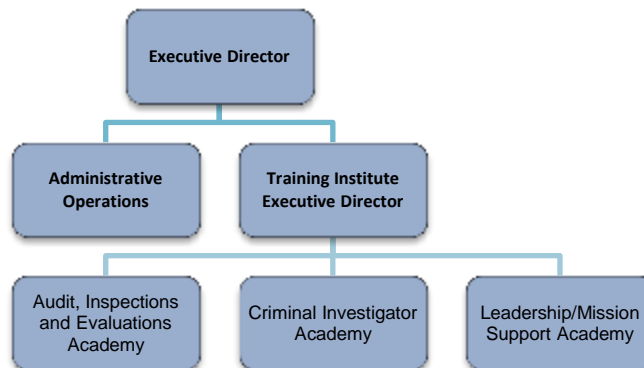 Executive Director
Administrative
Operations
Training Institute
Executive Director
Audit, Inspections
and Evaluations
Academy
Criminal Investigator
Academy
Leadership/Mission
Support Academy